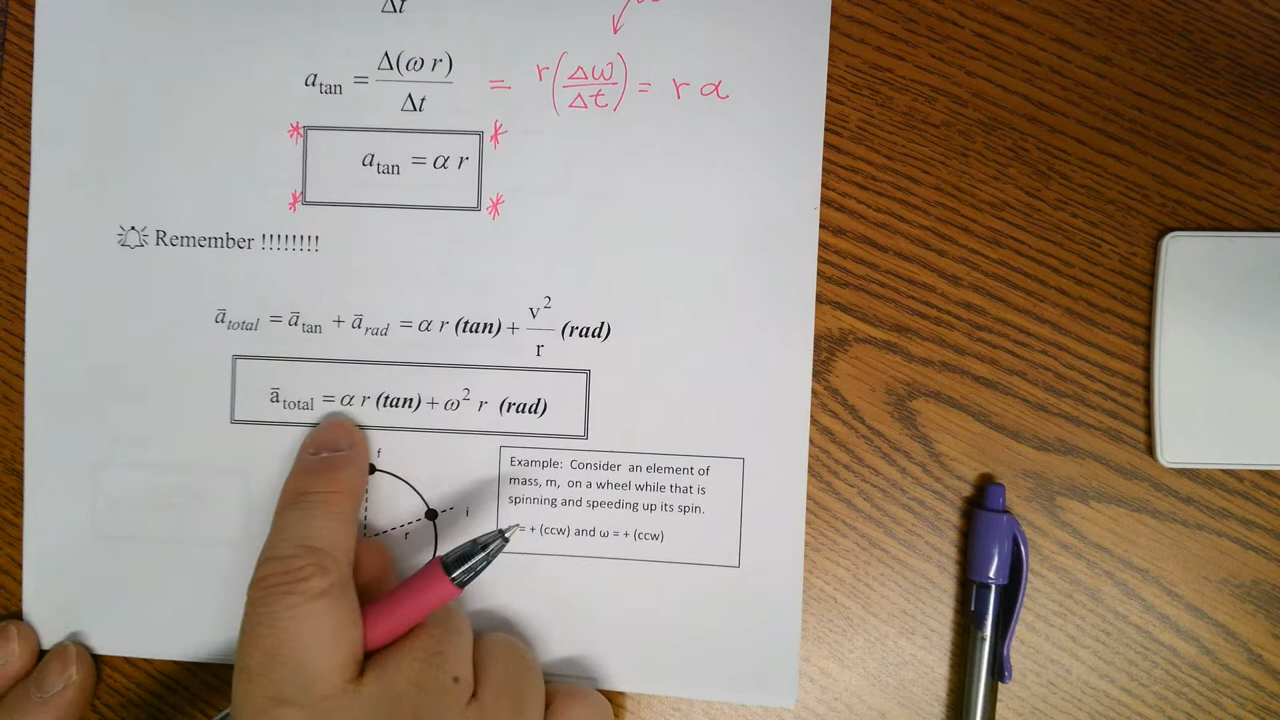 Δt
a_tan = Δ(ω r) / Δt = r(Δω/Δt) = r α
* *
a_tan = α r
* *
Remember !!!!!!!!
ā_total = ā_tan + ā_rad = α r (tan) + v²/r (rad)
ā_total = α r (tan) + ω² r (rad)
f
i
r
Example: Consider an element of
mass, m, on a wheel while that is
spinning and speeding up its spin.
= + (ccw) and ω = + (ccw)